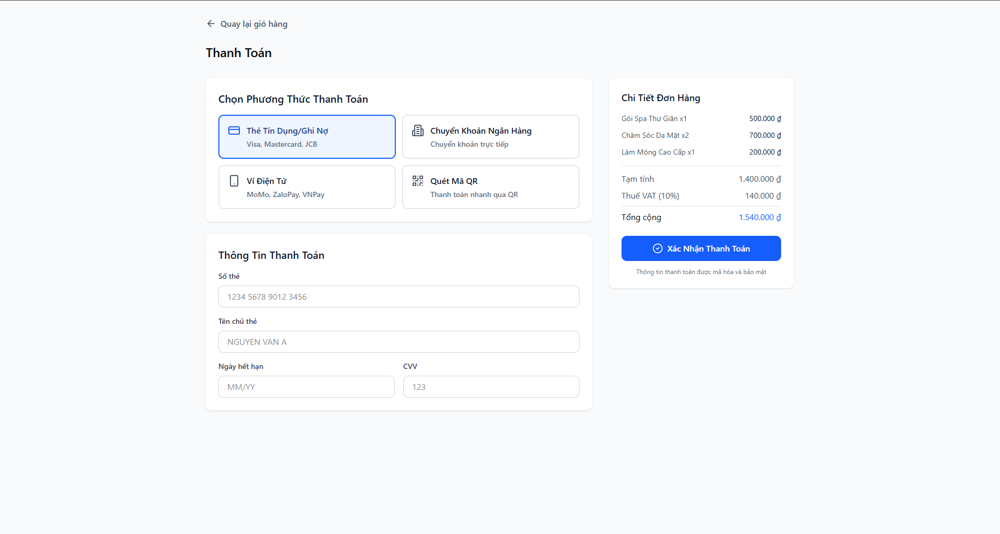 Quay lại giỏ hàng
Thanh Toán
Chọn Phương Thức Thanh Toán
Thẻ Tín Dụng/Ghi Nợ
Visa, Mastercard, JCB
Chuyển Khoản Ngân Hàng
Chuyển khoản trực tiếp
Ví Điện Tử
MoMo, ZaloPay, VNPay
Quét Mã QR
Thanh toán nhanh qua QR
Thông Tin Thanh Toán
Số thẻ
1234 5678 9012 3456
Tên chủ thẻ
NGUYEN VAN A
Ngày hết hạn
MM/YY
CVV
123
Chi Tiết Đơn Hàng
Gói Spa Thư Giãn x1 500.000 ₫
Chăm Sóc Da Mặt x2 700.000 ₫
Làm Móng Cao Cấp x1 200.000 ₫
Tạm tính 1.400.000 ₫
Thuế VAT (10%) 140.000 ₫
Tổng cộng 1.540.000 ₫
Xác Nhận Thanh Toán
Thông tin thanh toán được mã hóa và bảo mật